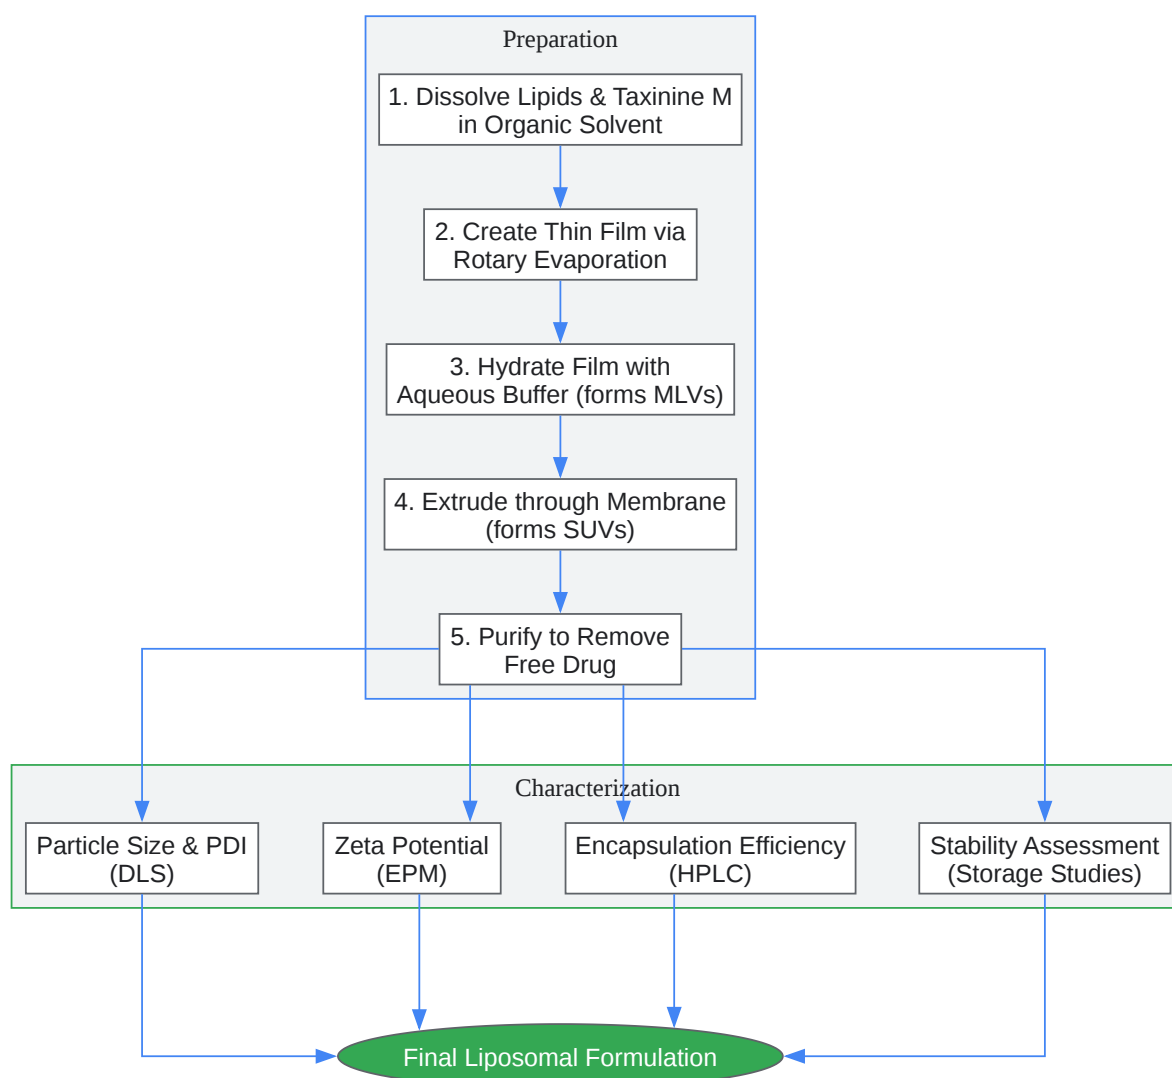 Preparation
1. Dissolve Lipids & Taxinine M
in Organic Solvent
2. Create Thin Film via
Rotary Evaporation
3. Hydrate Film with
Aqueous Buffer (forms MLVs)
4. Extrude through Membrane
(forms SUVs)
5. Purify to Remove
Free Drug
Characterization
Particle Size & PDI
(DLS)
Zeta Potential
(EPM)
Encapsulation Efficiency
(HPLC)
Stability Assessment
(Storage Studies)
Final Liposomal Formulation